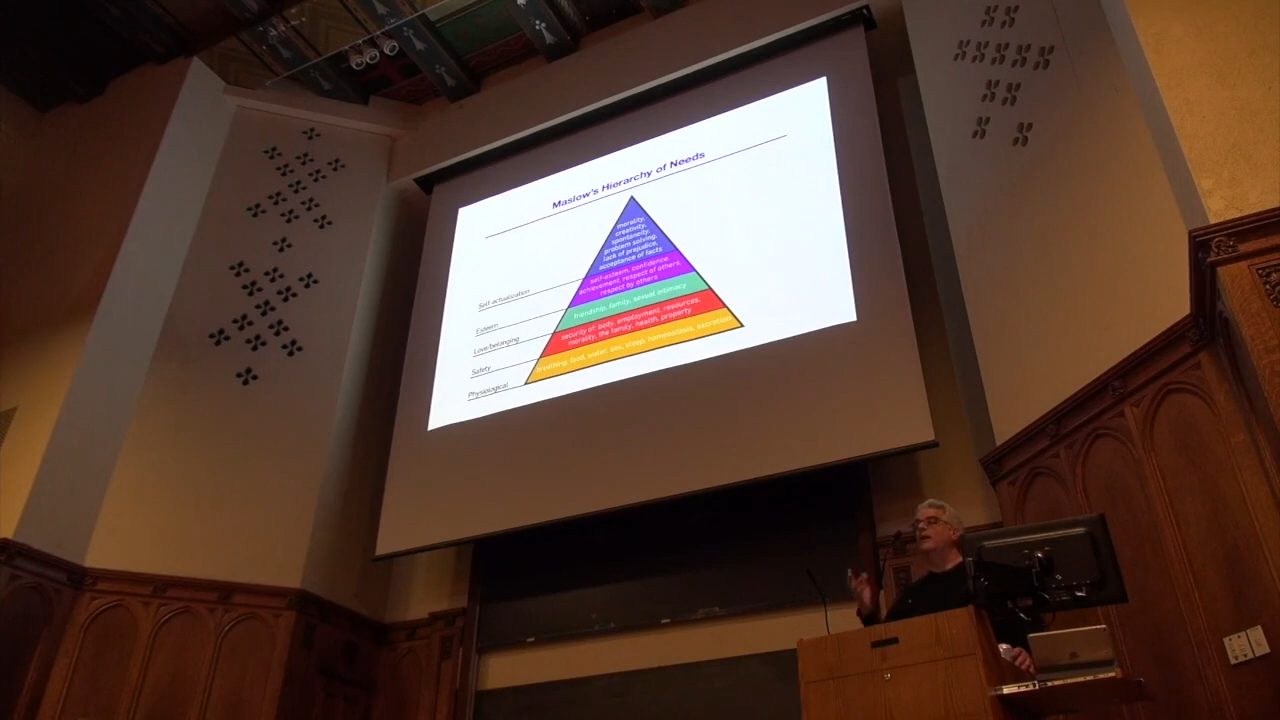 Maslow's Hierarchy of Needs
morality,
creativity,
spontaneity,
problem solving,
lack of prejudice,
acceptance of facts
Self-actualization
self-esteem, confidence,
achievement, respect of others,
respect by others
Esteem
friendship, family, sexual intimacy
Love/belonging
security of: body, employment, resources,
morality, the family, health, property
Safety
breathing, food, water, sex, sleep, homeostasis, excretion
Physiological